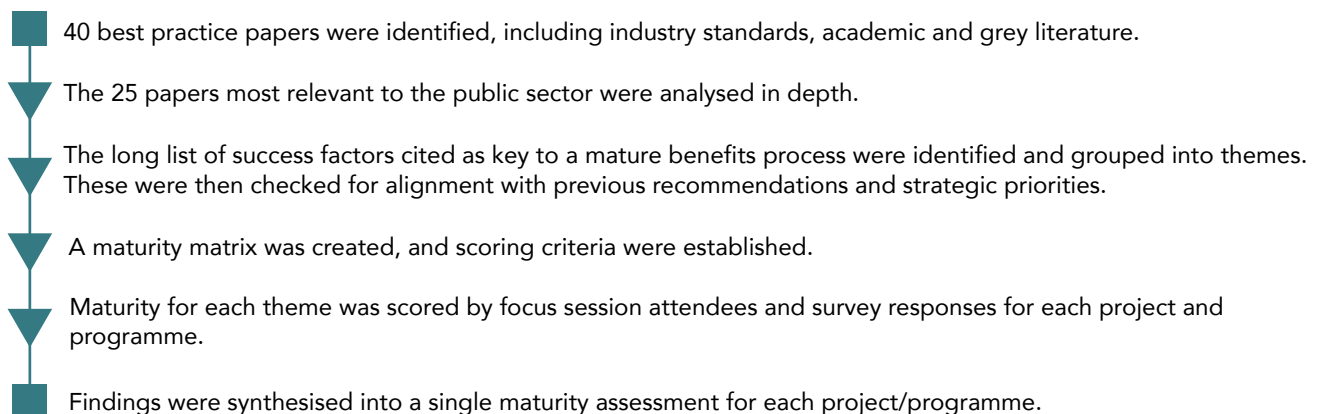 40 best practice papers were identified, including industry standards, academic and grey literature.
The 25 papers most relevant to the public sector were analysed in depth.
The long list of success factors cited as key to a mature benefits process were identified and grouped into themes.
These were then checked for alignment with previous recommendations and strategic priorities.
A maturity matrix was created, and scoring criteria were established.
Maturity for each theme was scored by focus session attendees and survey responses for each project and
programme.
Findings were synthesised into a single maturity assessment for each project/programme.